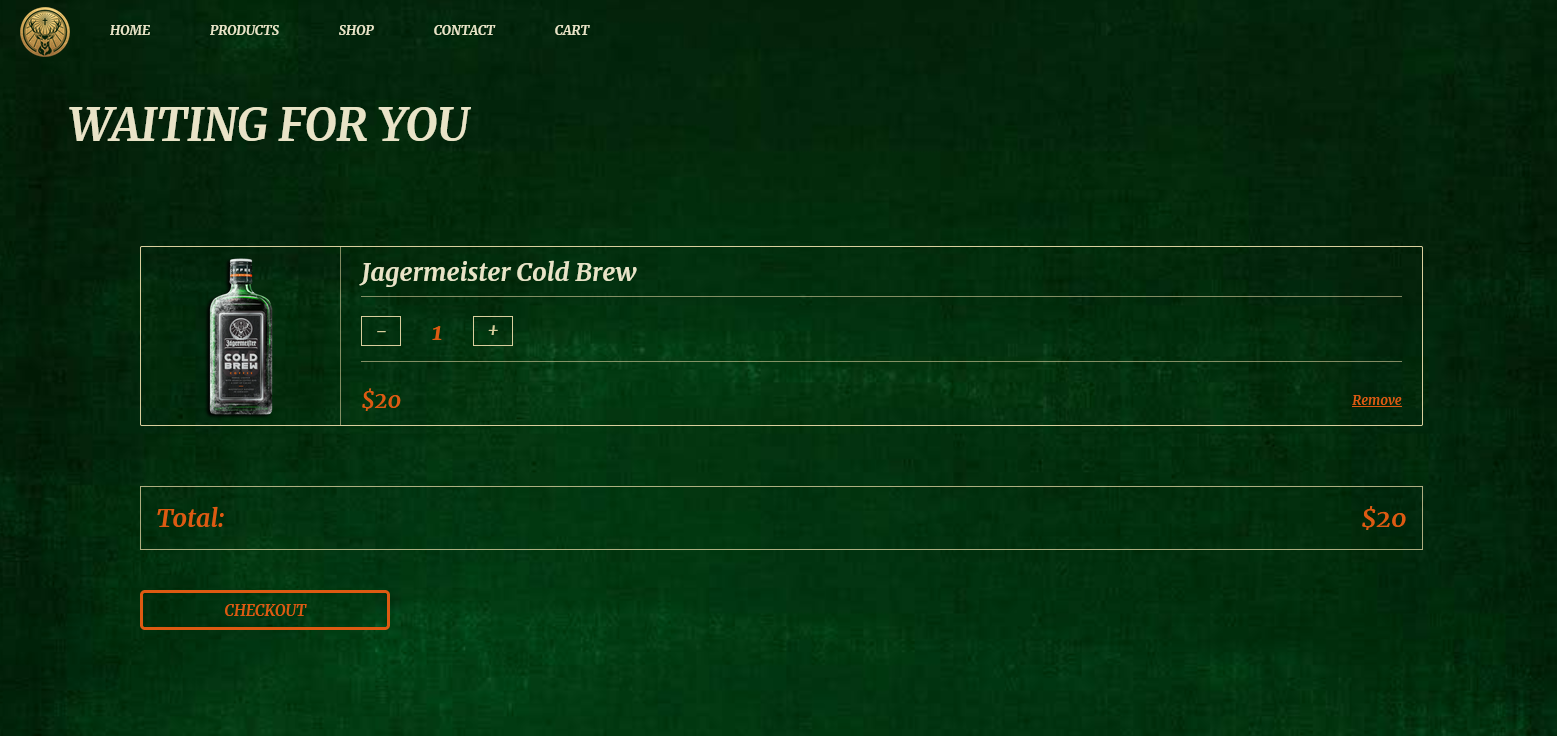 HOME PRODUCTS SHOP CONTACT CART
WAITING FOR YOU
Jagermeister Cold Brew
- 1 +
$20 Remove
Jägermeister
COLD
BREW
Total: $20
CHECKOUT